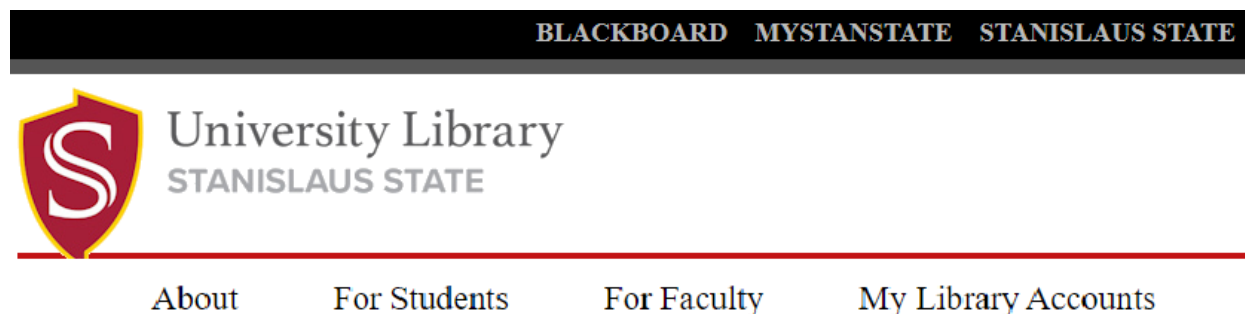 BLACKBOARD MYSTANSTATE STANISLAUS STATE
S
University Library
STANISLAUS STATE
About For Students For Faculty My Library Accounts